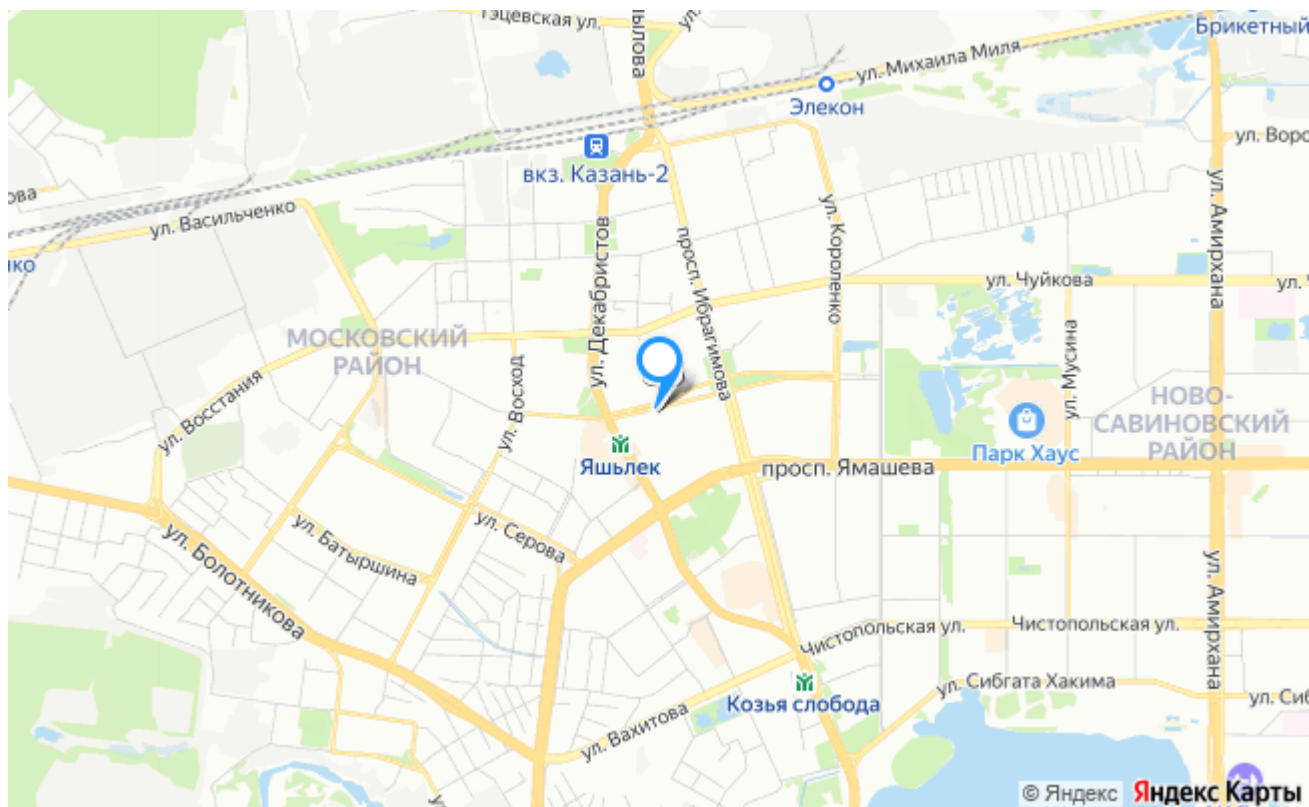 Тэцевская ул.
ылова
Брикетный
ул. Михаила Миля
Элекон
ул. Воро
вкз. Казань-2
ова
ул. Васильченко
ул. Амирхана
ул. Короленко
ул. Декабристов
просп. Ибрагимова
нко
ул. Чуйкова
ул. Ч
МОСКОВСКИЙ
РАЙОН
ул. Мусина
ул. Восстания
ул. Восход
НОВО-
САВИНОВСКИЙ
РАЙОН
Парк Хаус
Яшьлек
просп. Ямашева
ул. Серова
ул. Батыршина
ул. Болотникова
ул. Амирхана
Чистопольская ул.
Чистопольская ул.
ул. Сибгата Хакима
ул. Сиб
Козья слобода
ул. Вахитова
© Яндекс Яндекс Карты